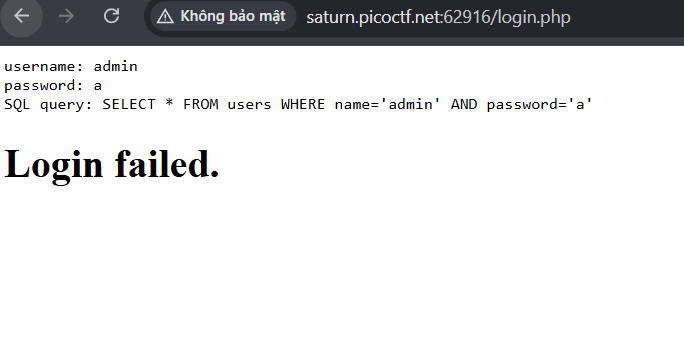 Không bảo mật saturn.picoctf.net:62916/login.php
username: admin
password: a
SQL query: SELECT * FROM users WHERE name='admin' AND password='a'
Login failed.